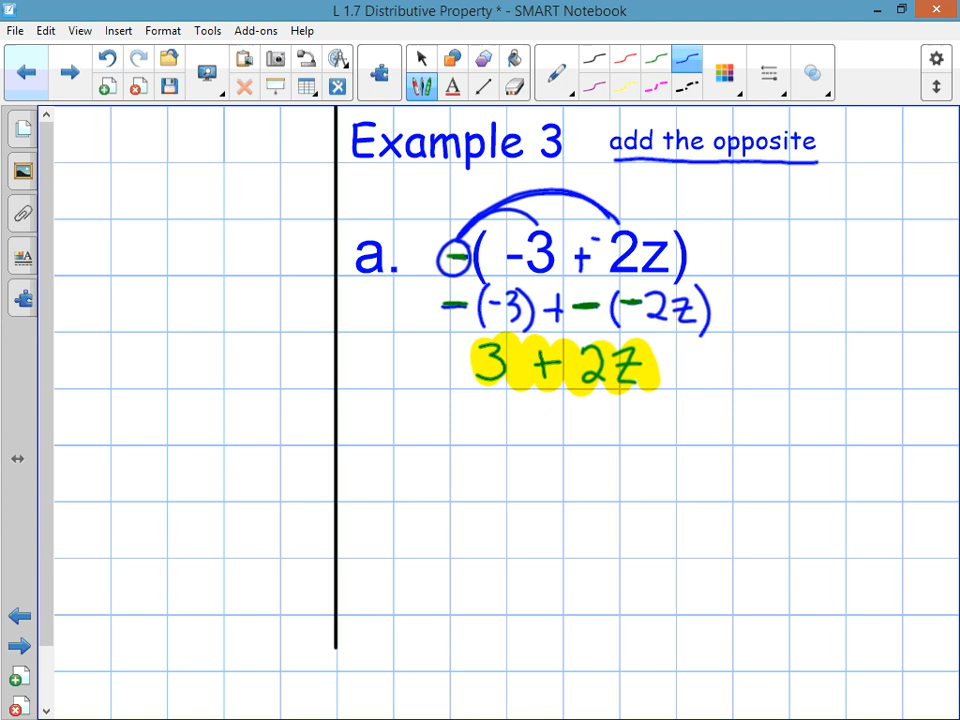 L 1.7 Distributive Property * - SMART Notebook
File Edit View Insert Format Tools Add-ons Help
Example 3 add the opposite
a. -( -3 + -2z)
-(-3) + -(-2z)
3 + 2z